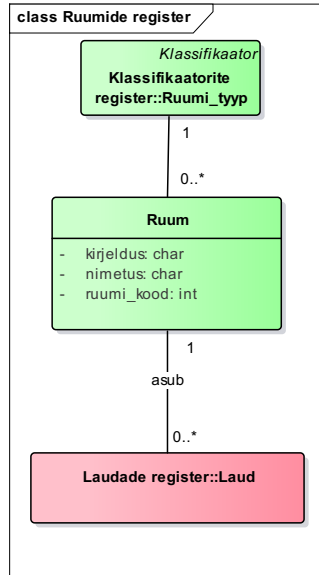 class Ruumide register
Klassifikaator
Klassifikaatorite
register::Ruumi_tyyp
1
0..*
Ruum
- kirjeldus: char
- nimetus: char
- ruumi_kood: int
1
asub
0..*
Laudade register::Laud